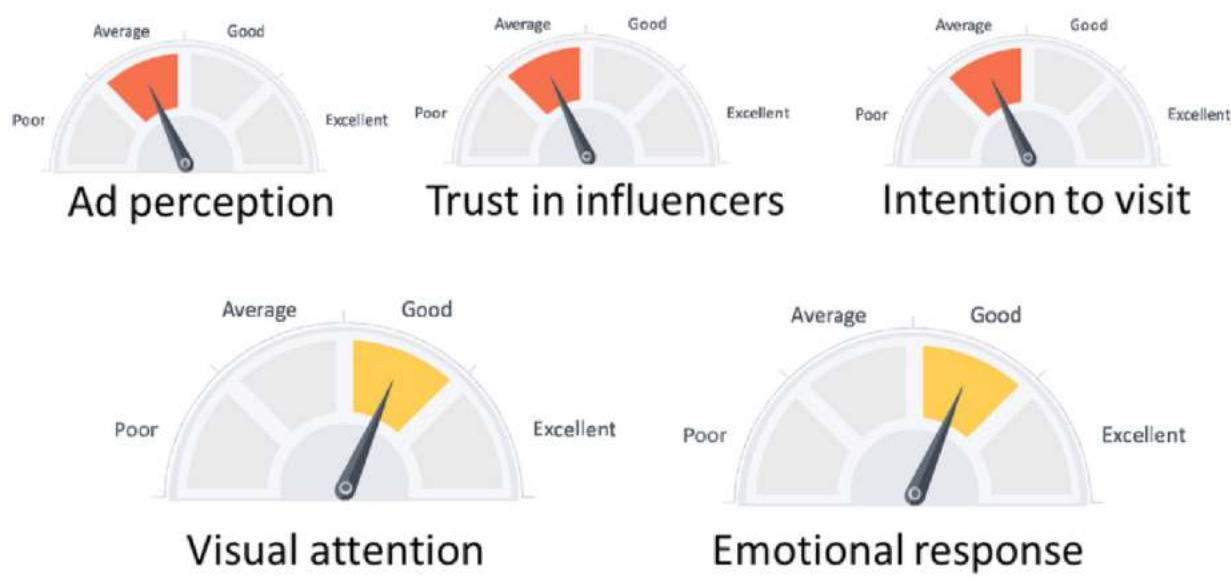 Average Good Average Good Average Good
Poor Excellent Poor Excellent Poor Excellent
Ad perception Trust in influencers Intention to visit
Average Good Average Good
Poor Excellent Poor Excellent
Visual attention Emotional response